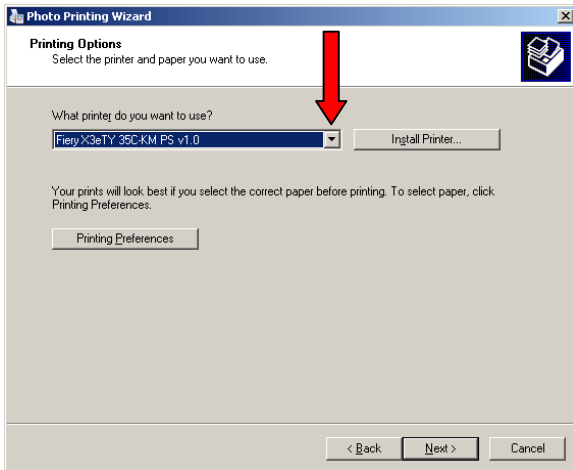 Photo Printing Wizard
Printing Options
Select the printer and paper you want to use.
What printer do you want to use?
Fiery X3eTY 35C-KM PS v1.0
Install Printer...
Your prints will look best if you select the correct paper before printing. To select paper, click
Printing Preferences.
Printing Preferences
< Back
Next >
Cancel